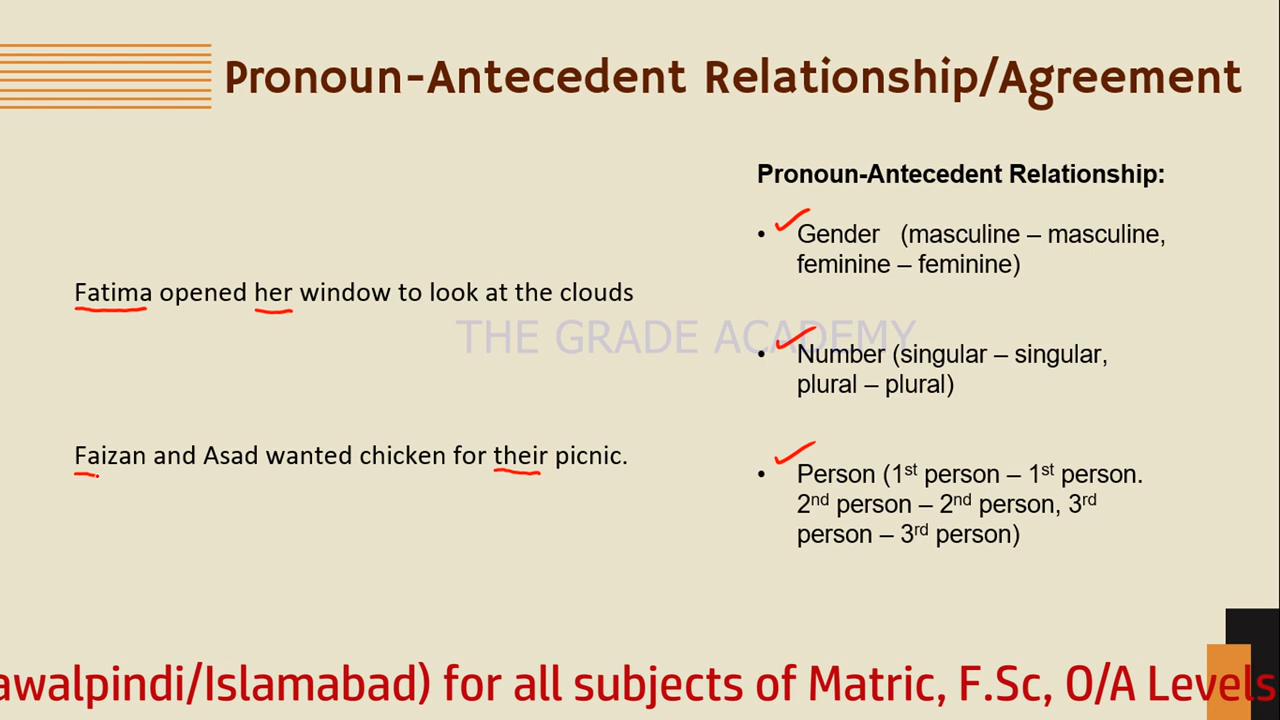 Pronoun-Antecedent Relationship/Agreement
Pronoun-Antecedent Relationship:
• Gender (masculine – masculine,
feminine – feminine)
Fatima opened her window to look at the clouds
THE GRADE ACADEMY
• Number (singular – singular,
plural – plural)
Faizan and Asad wanted chicken for their picnic.
• Person (1st person – 1st person.
2nd person – 2nd person, 3rd
person – 3rd person)
awalpindi/Islamabad) for all subjects of Matric, F.Sc, O/A Levels